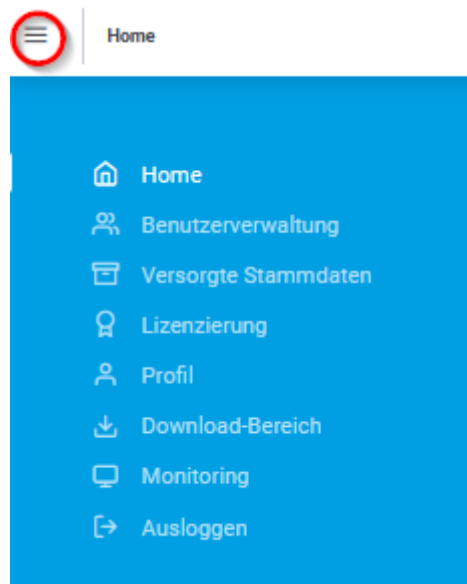 Home
Home
Benutzerverwaltung
Versorgte Stammdaten
Lizenzierung
Profil
Download-Bereich
Monitoring
Ausloggen